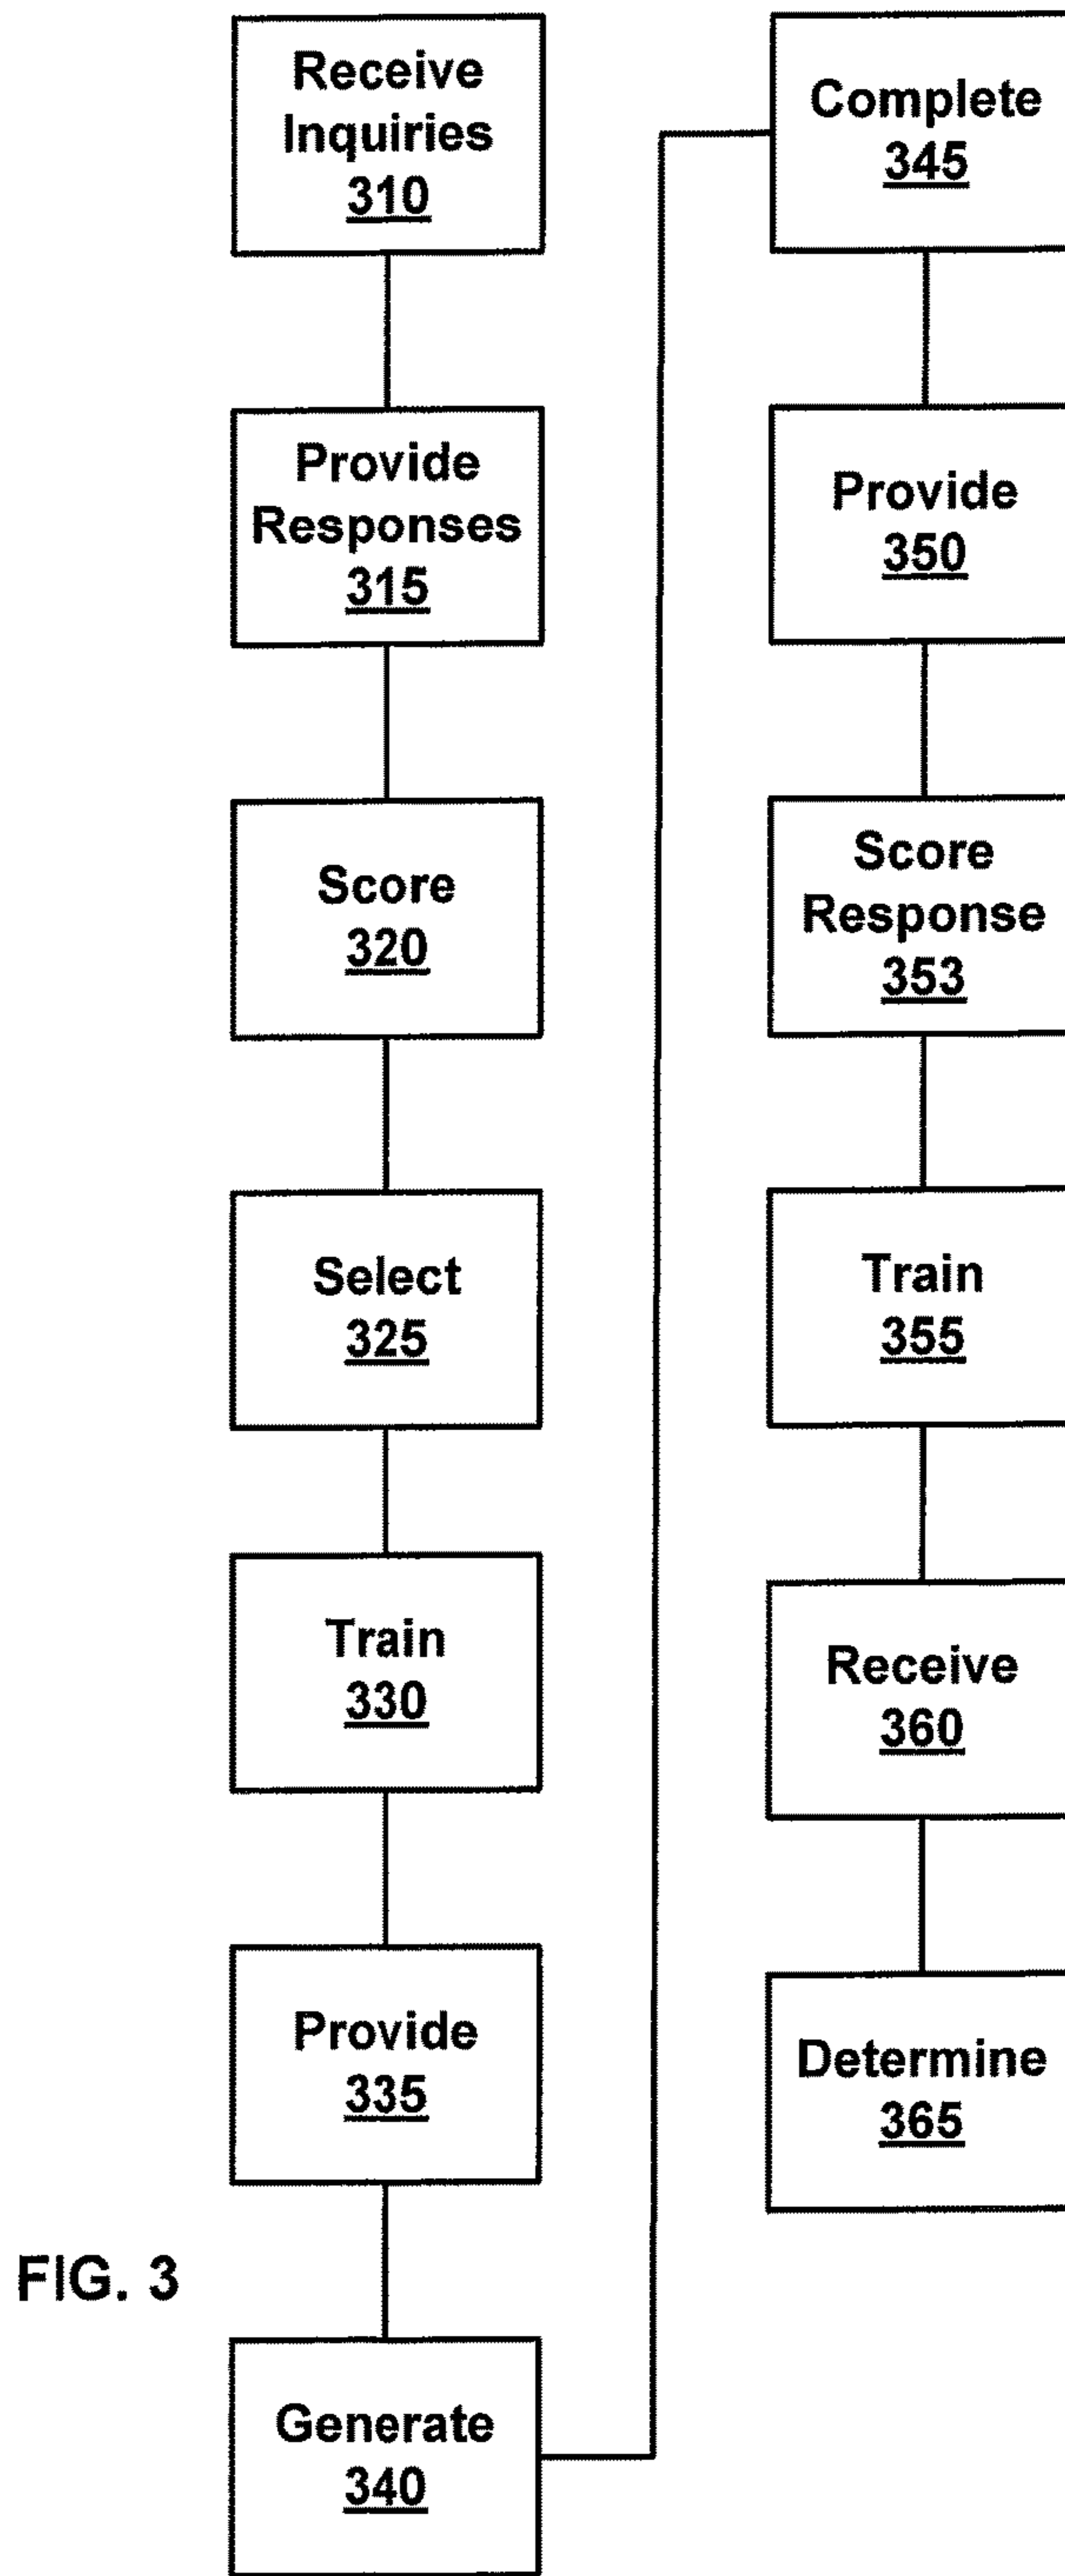 Receive
Inquiries
310
Provide
Responses
315
Score
320
Select
325
Train
330
Provide
335
Generate
340
Complete
345
Provide
350
Score
Response
353
Train
355
Receive
360
Determine
365
FIG. 3